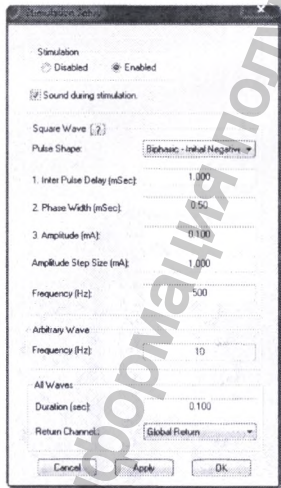 Stimulation Setup
Stimulation
Disabled Enabled
Sound during stimulation.
Square Wave [?]
Pulse Shape: Biphasic - Initial Negative
1. Inter Pulse Delay (mSec): 1.000
2. Phase Width (mSec): 0.50
3. Amplitude (mA): 0.100
Amplitude Step Size (mA): 1.000
Frequency (Hz): 500
Arbitrary Wave
Frequency (Hz): 10
All Waves
Duration (sec): 0.100
Return Channel: Global Return
Cancel Apply OK